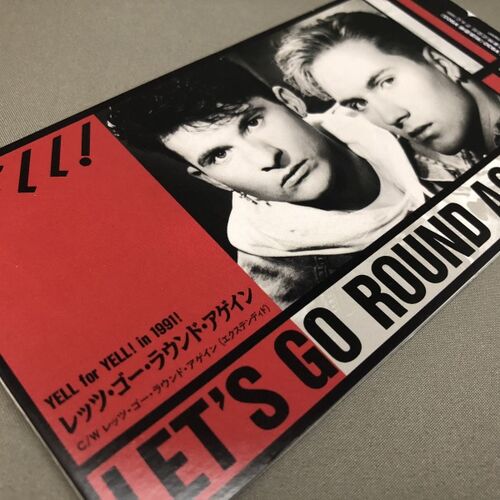 YELL for YELL! in 1991!
レッツ・ゴー・ラウンド・アゲイン
C/W レッツ・ゴー・ラウンド・アゲイン(エクステンディド)
LET'S GO ROUND AG